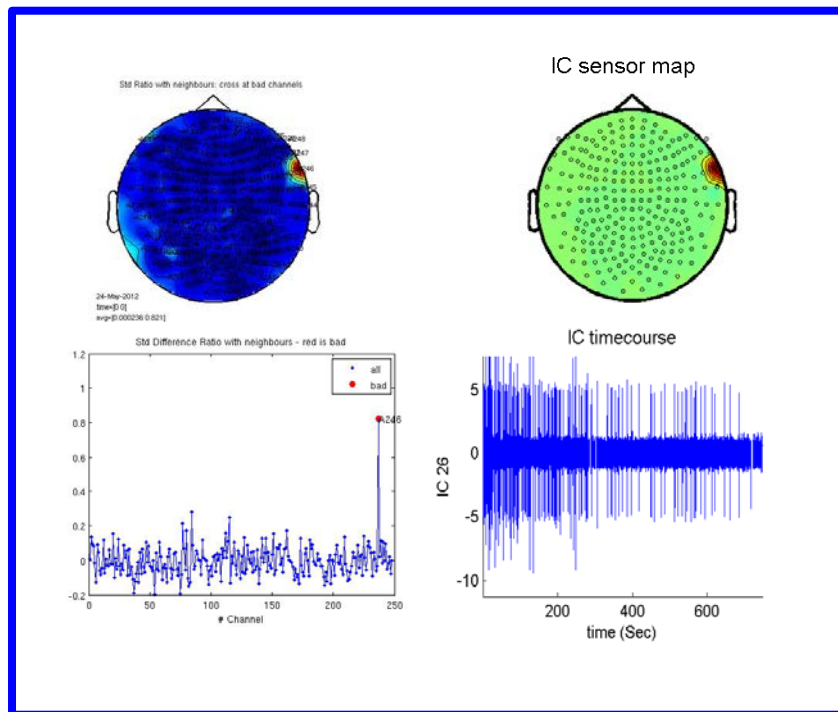 IC sensor map
Std Ratio with neighbours: cross at bad channels
A248
A247
A246
24-May-2012
time=[0 0]
avg=[0.000236 0.821]
Std Difference Ratio with neighbours - red is bad
1.2
1
0.8
0.6
0.4
0.2
0
-0.2
all
bad
A246
0
50
100
150
200
250
# Channel
IC timecourse
5
0
-5
-10
IC 26
200
400
600
time (Sec)